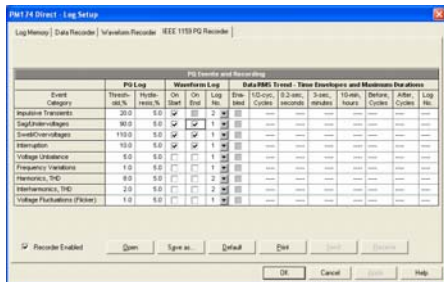 PM174 Direct - Log Setup
Log Memory Data Recorder Waveform Recorder IEEE 1159 PQ Recorder
PQ Events and Recording
PQ Log Waveform Log Data RMS Trend - Time Envelopes and Maximum Durations
Event Category Thresh-old,% Hyste-resis,% On Start On End Log No. Ena-bled 1/2-cyc, Cycles 0.2-sec, seconds 3-sec, minutes 10-min, hours Before, Cycles After, Cycles Log No.
Impulsive Transients 20.0 5.0 2 ---- ---- ---- ---- ---- ---- ----
Sag/Undervoltages 90.0 5.0 1 ---- ---- ---- ---- ---- ---- ----
Swell/Overvoltages 110.0 5.0 1 ---- ---- ---- ---- ---- ---- ----
Interruption 10.0 5.0 1 ---- ---- ---- ---- ---- ---- ----
Voltage Unbalance 5.0 5.0 1 ---- ---- ---- ---- ---- ---- ----
Frequency Variations 1.0 5.0 1 ---- ---- ---- ---- ---- ---- ----
Harmonics, THD 8.0 5.0 2 ---- ---- ---- ---- ---- ---- ----
Interharmonics, THD 2.0 5.0 2 ---- ---- ---- ---- ---- ---- ----
Voltage Fluctuations (Flicker) 1.0 5.0 1 ---- ---- ---- ---- ---- ---- ----
Recorder Enabled Open Save as... Default Print Send Receive
OK Cancel Apply Help